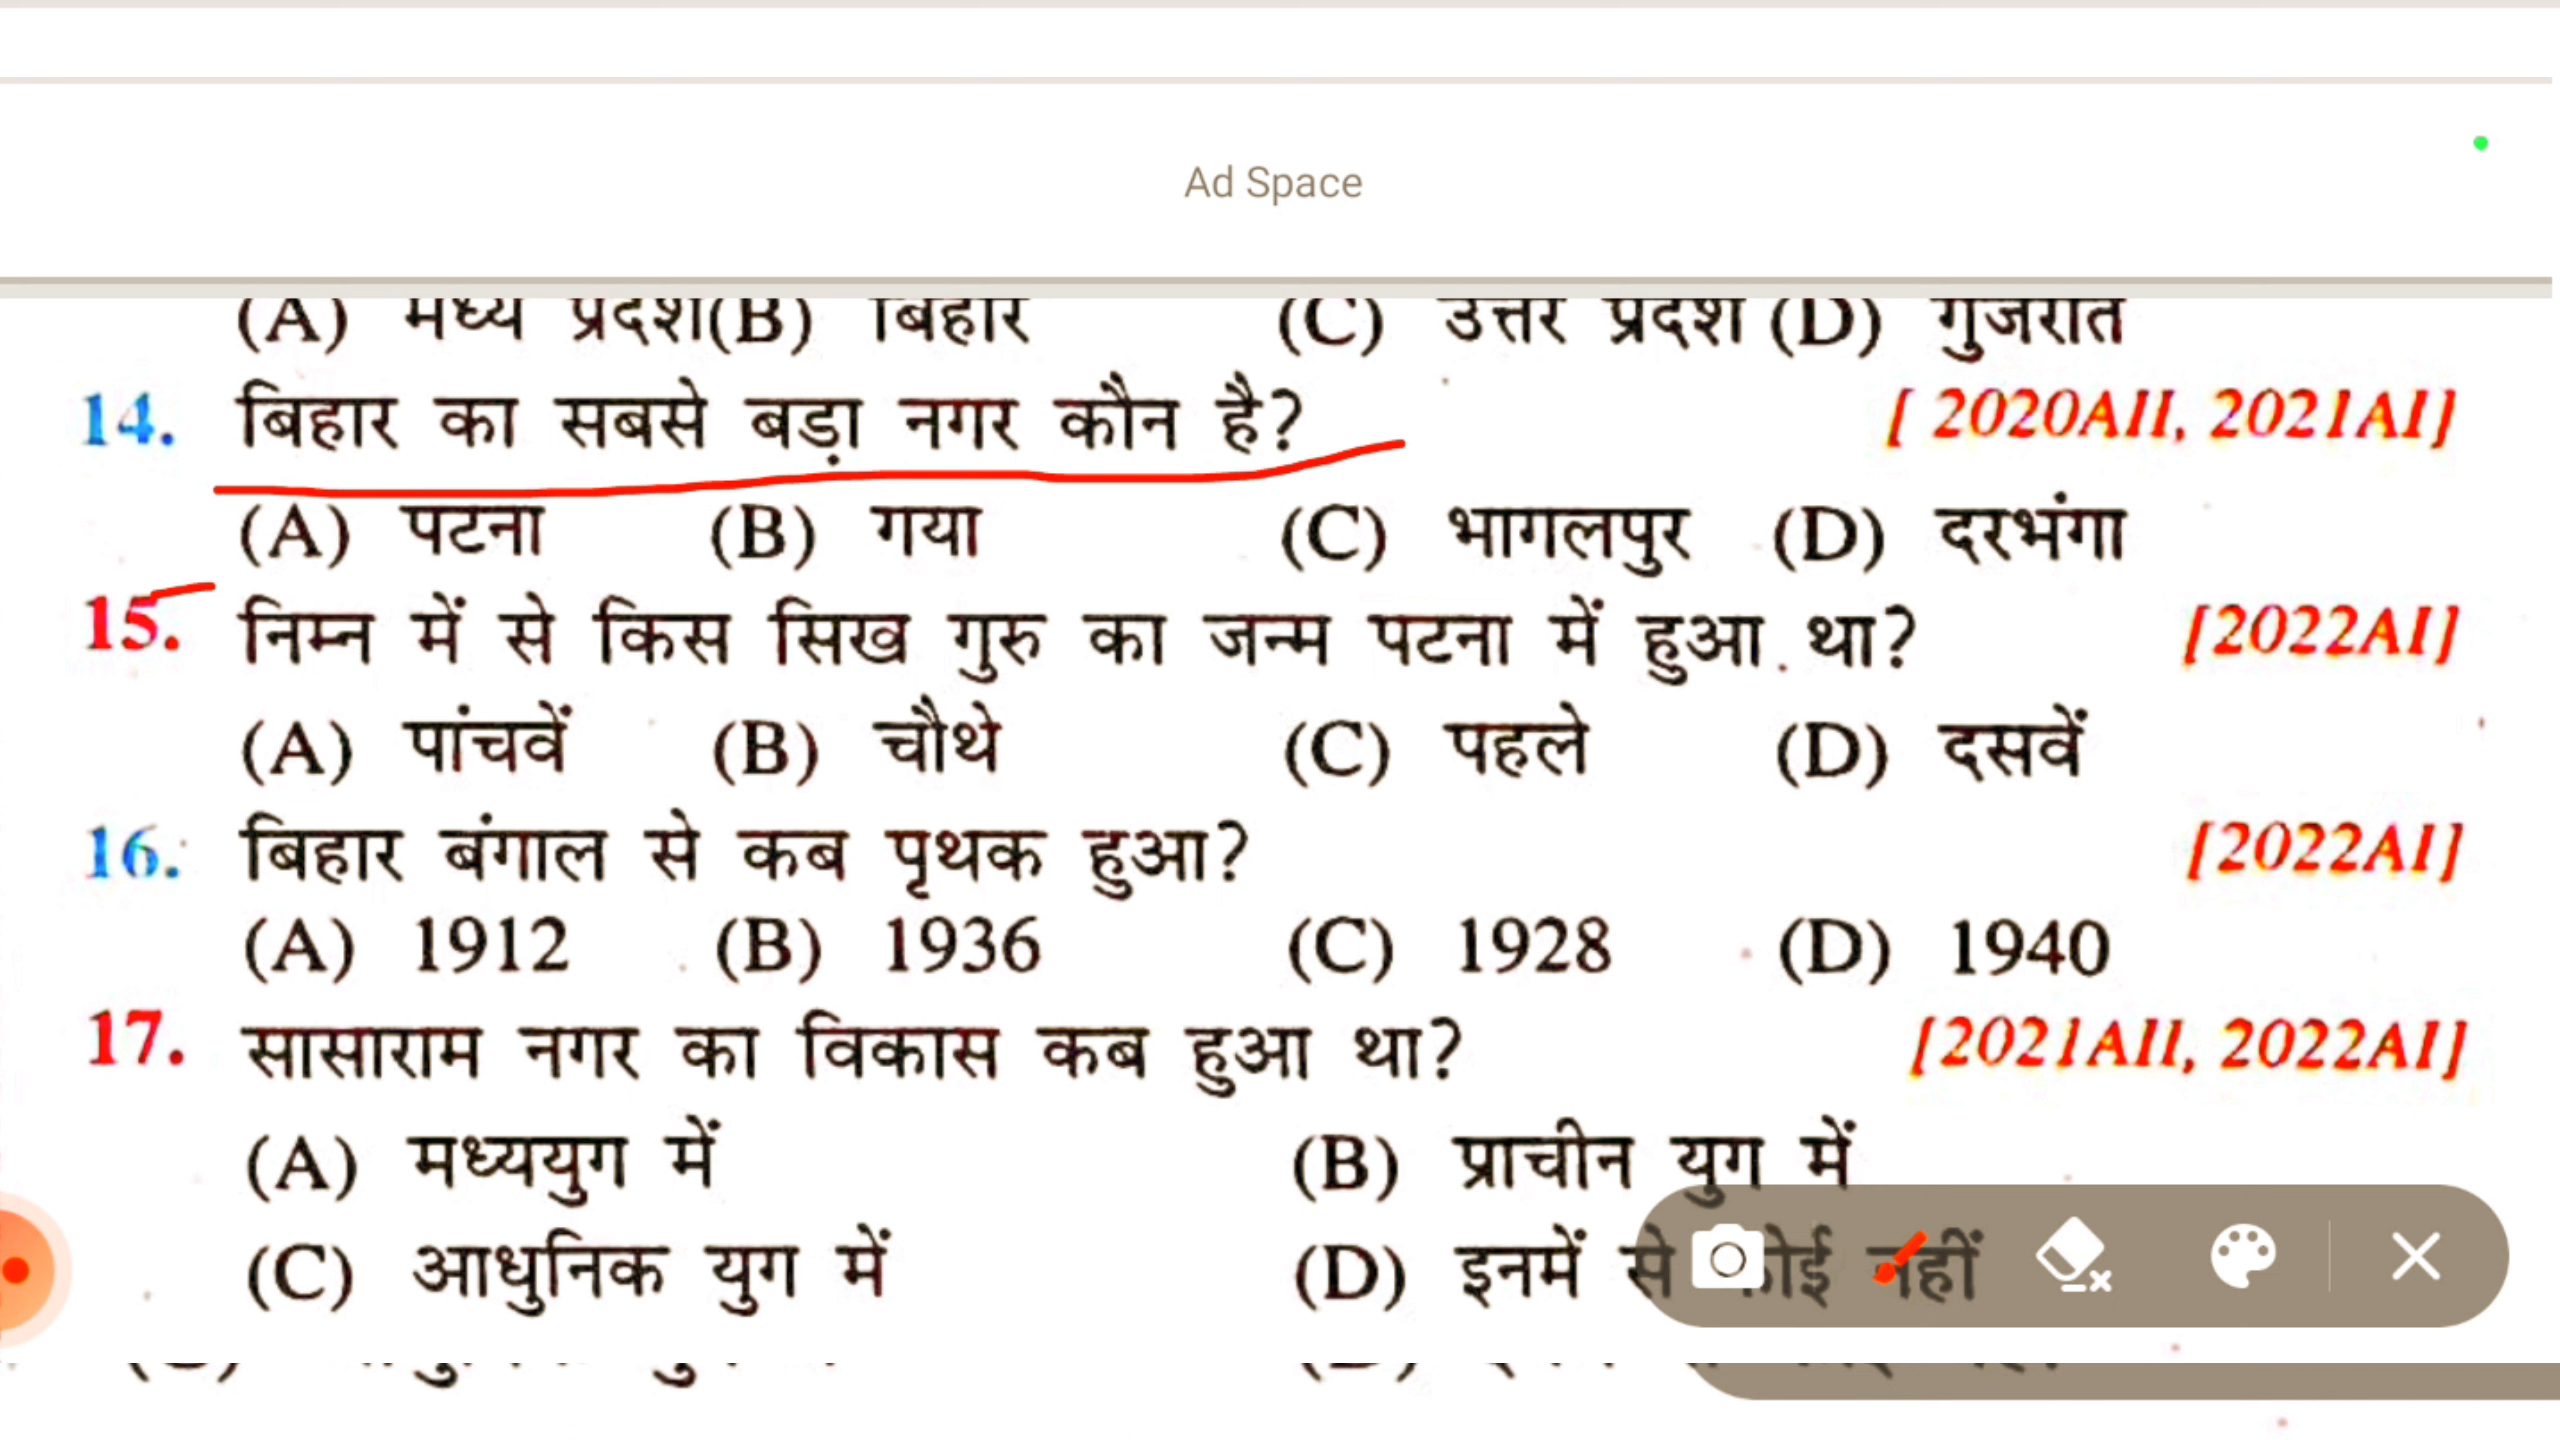 Ad Space
(A) मध्य प्रदेश(B) बिहार (C) उत्तर प्रदेश (D) गुजरात
14. बिहार का सबसे बड़ा नगर कौन है? [ 2020AII, 2021AI]
(A) पटना (B) गया (C) भागलपुर (D) दरभंगा
15. निम्न में से किस सिख गुरु का जन्म पटना में हुआ था? [2022AI]
(A) पांचवें (B) चौथे (C) पहले (D) दसवें
16. बिहार बंगाल से कब पृथक हुआ? [2022AI]
(A) 1912 (B) 1936 (C) 1928 (D) 1940
17. सासाराम नगर का विकास कब हुआ था? [2021AII, 2022AI]
(A) मध्ययुग में (B) प्राचीन युग में
(C) आधुनिक युग में (D) इनमें से कोई नहीं